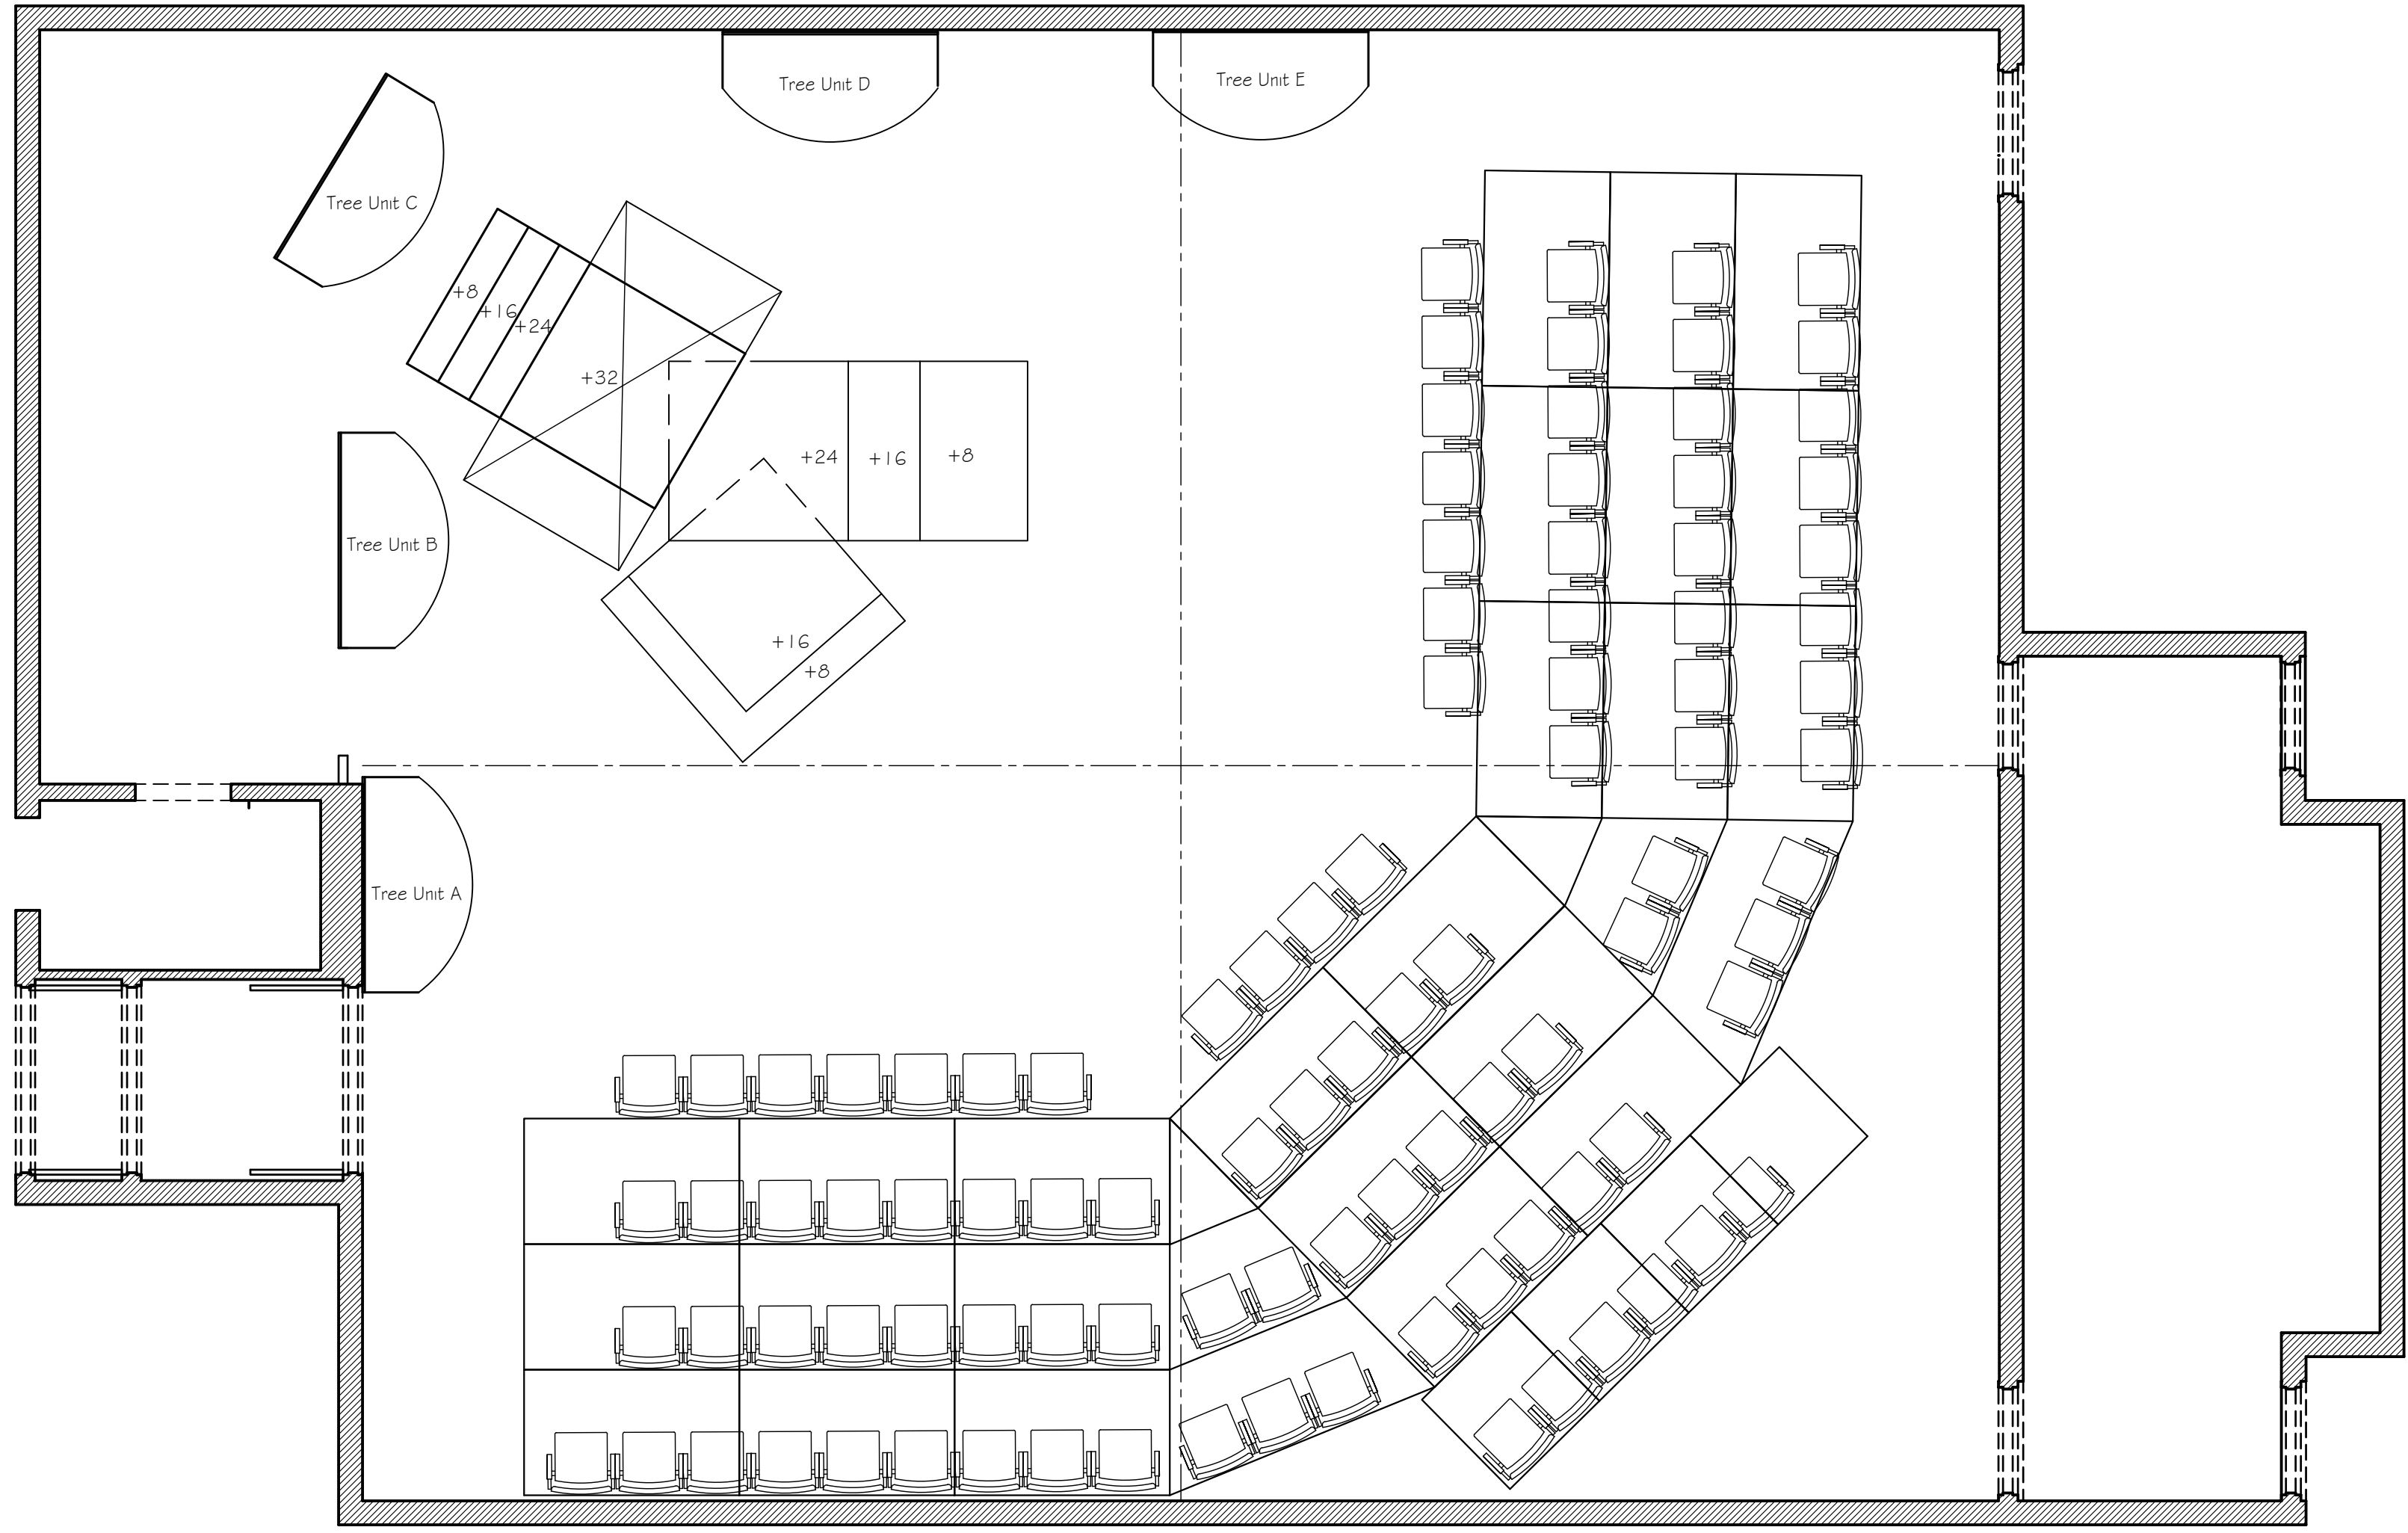 Tree Unit D
Tree Unit E
Tree Unit C
+8
+16
+24
+32
+24
+16
+8
Tree Unit B
+16
+8
Tree Unit A